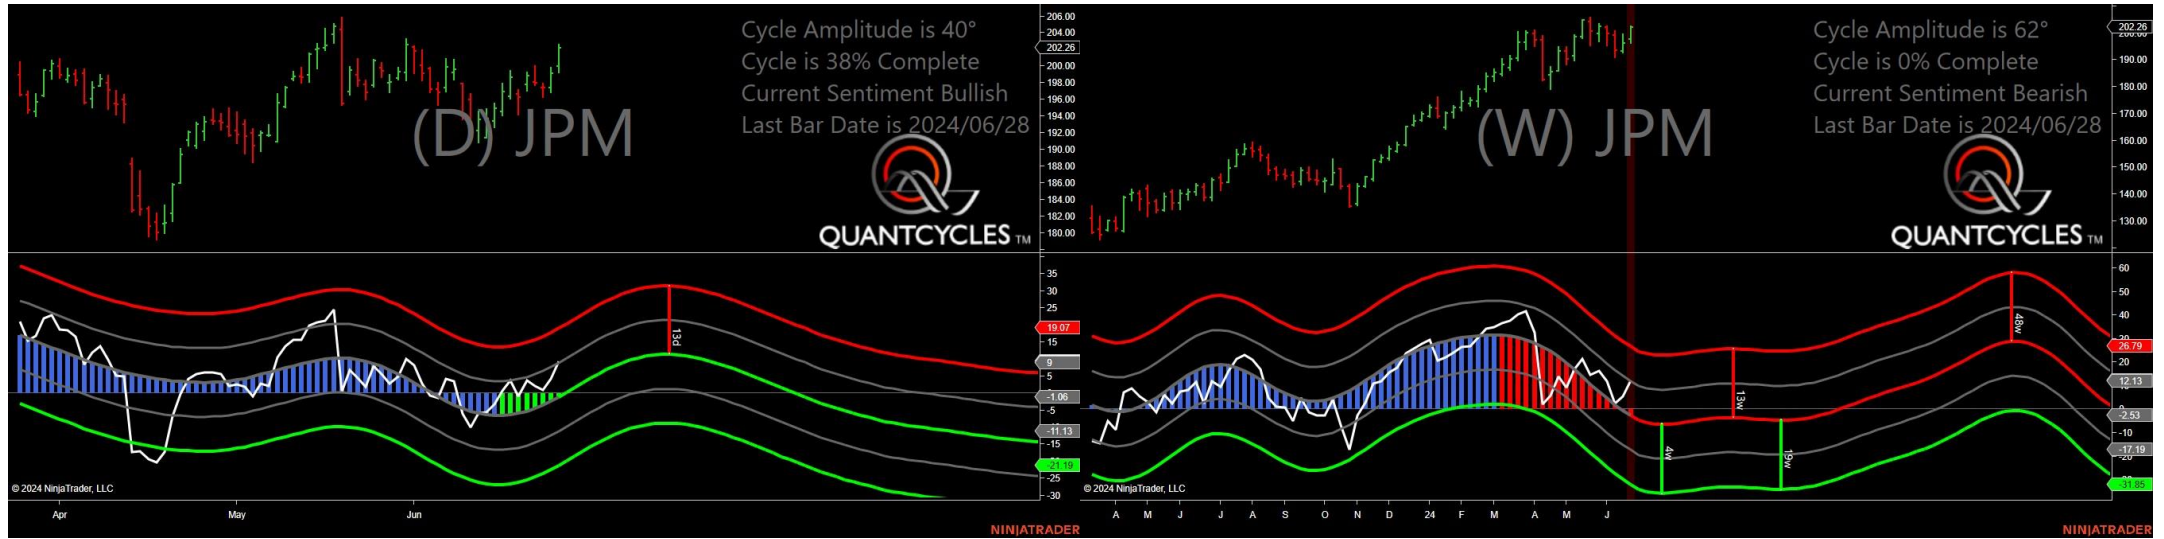 Cycle Amplitude is 40°
Cycle is 38% Complete
Current Sentiment Bullish
Last Bar Date is 2024/06/28
(D) JPM
QUANTCYCLES TM
206.00
204.00
202.26
200.00
198.00
196.00
194.00
192.00
190.00
188.00
186.00
184.00
182.00
180.00
35
30
25
19.07
15
9
5
-1.06
-5
-11.13
-15
-21.19
-25
-30
13d
© 2024 NinjaTrader, LLC
Apr May Jun
NINJATRADER
Cycle Amplitude is 62°
Cycle is 0% Complete
Current Sentiment Bearish
Last Bar Date is 2024/06/28
(W) JPM
QUANTCYCLES TM
202.26
190.00
180.00
170.00
160.00
150.00
140.00
130.00
60
50
40
26.79
20
12.13
-2.53
-10
-17.19
-31.85
4w
13w
19w
48w
© 2024 NinjaTrader, LLC
A M J J A S O N D 24 F M A M J
NINJATRADER